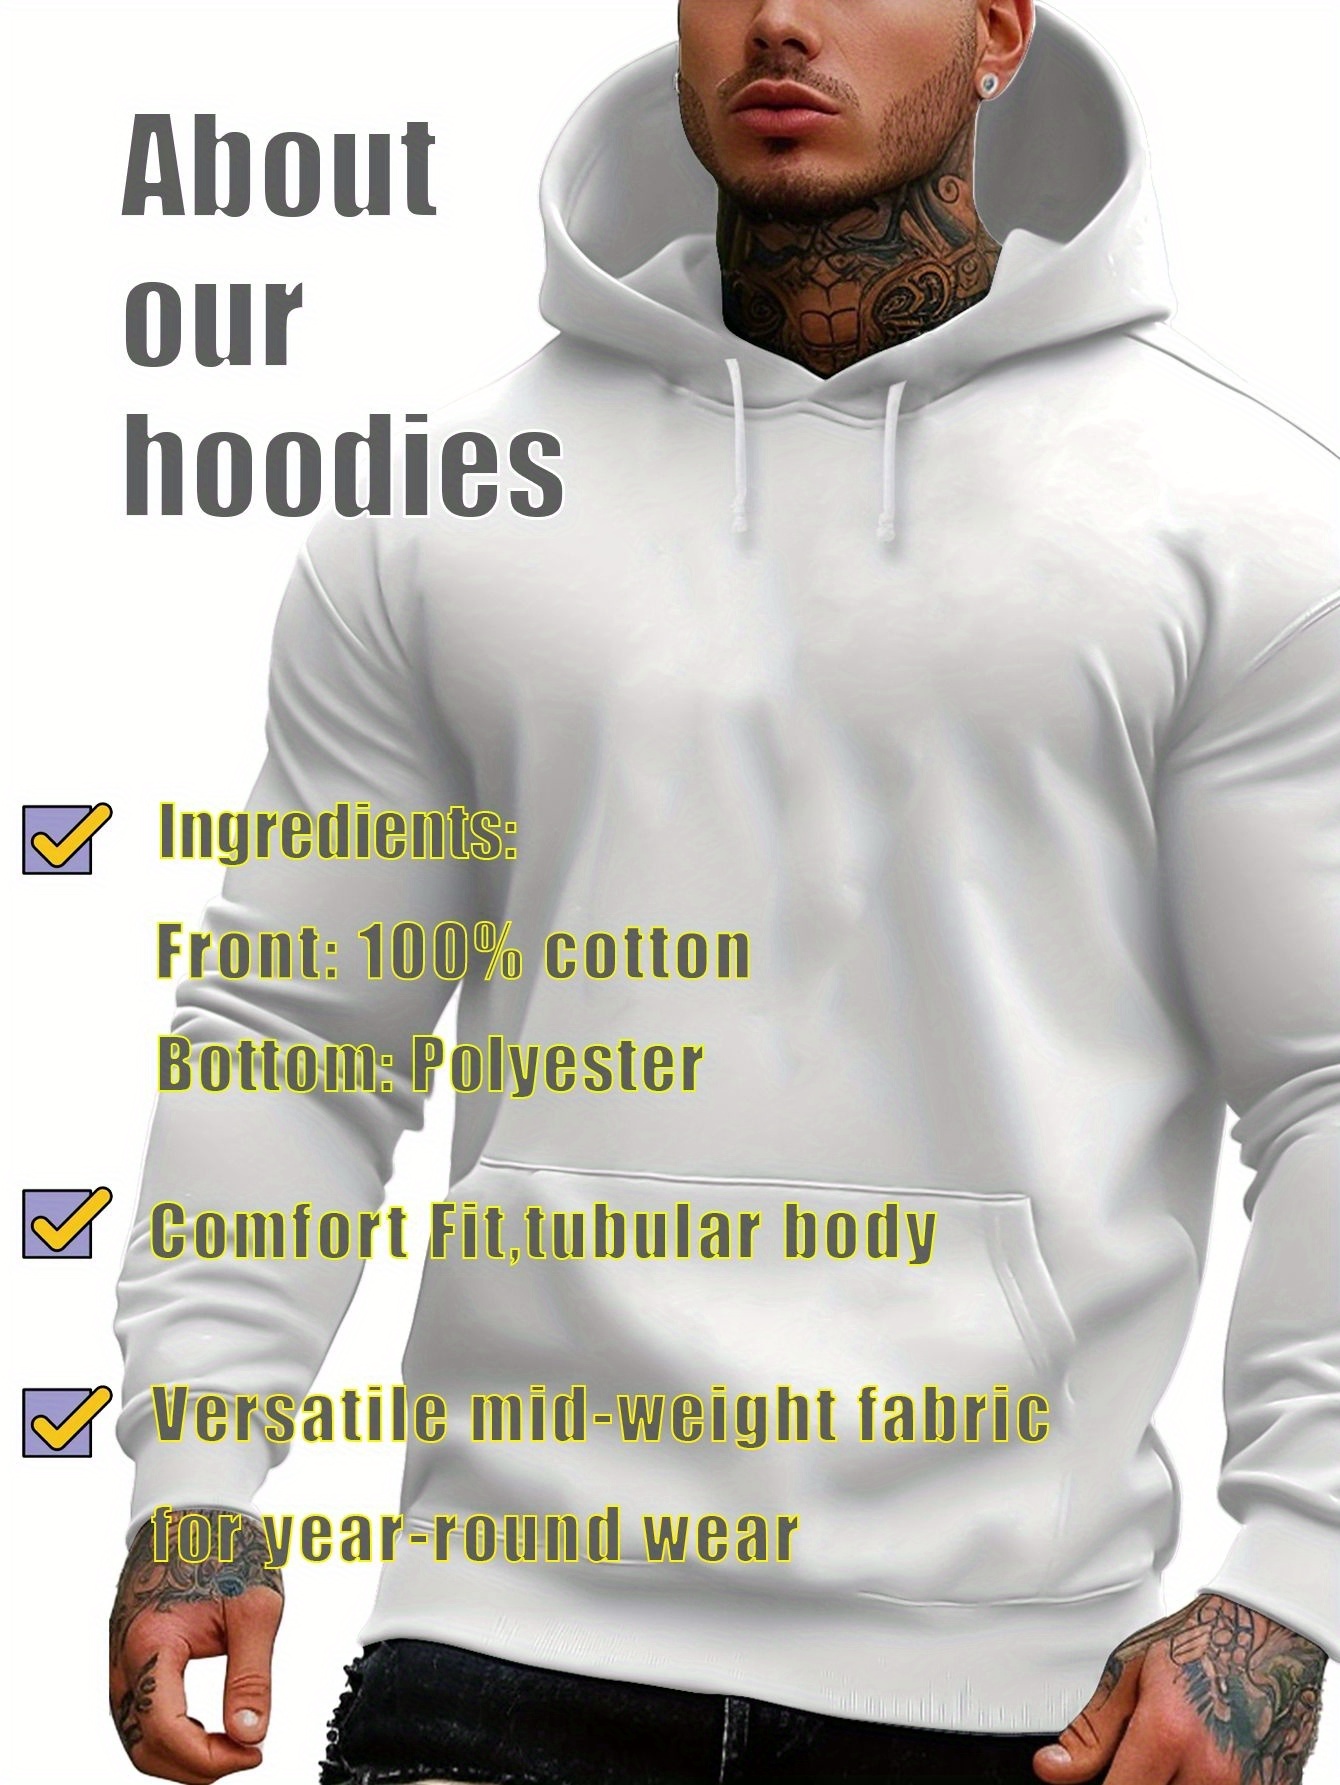 About
our
hoodies
Ingredients:
Front: 100% cotton
Bottom: Polyester
Comfort Fit,tubular body
Versatile mid-weight fabric
for year-round wear